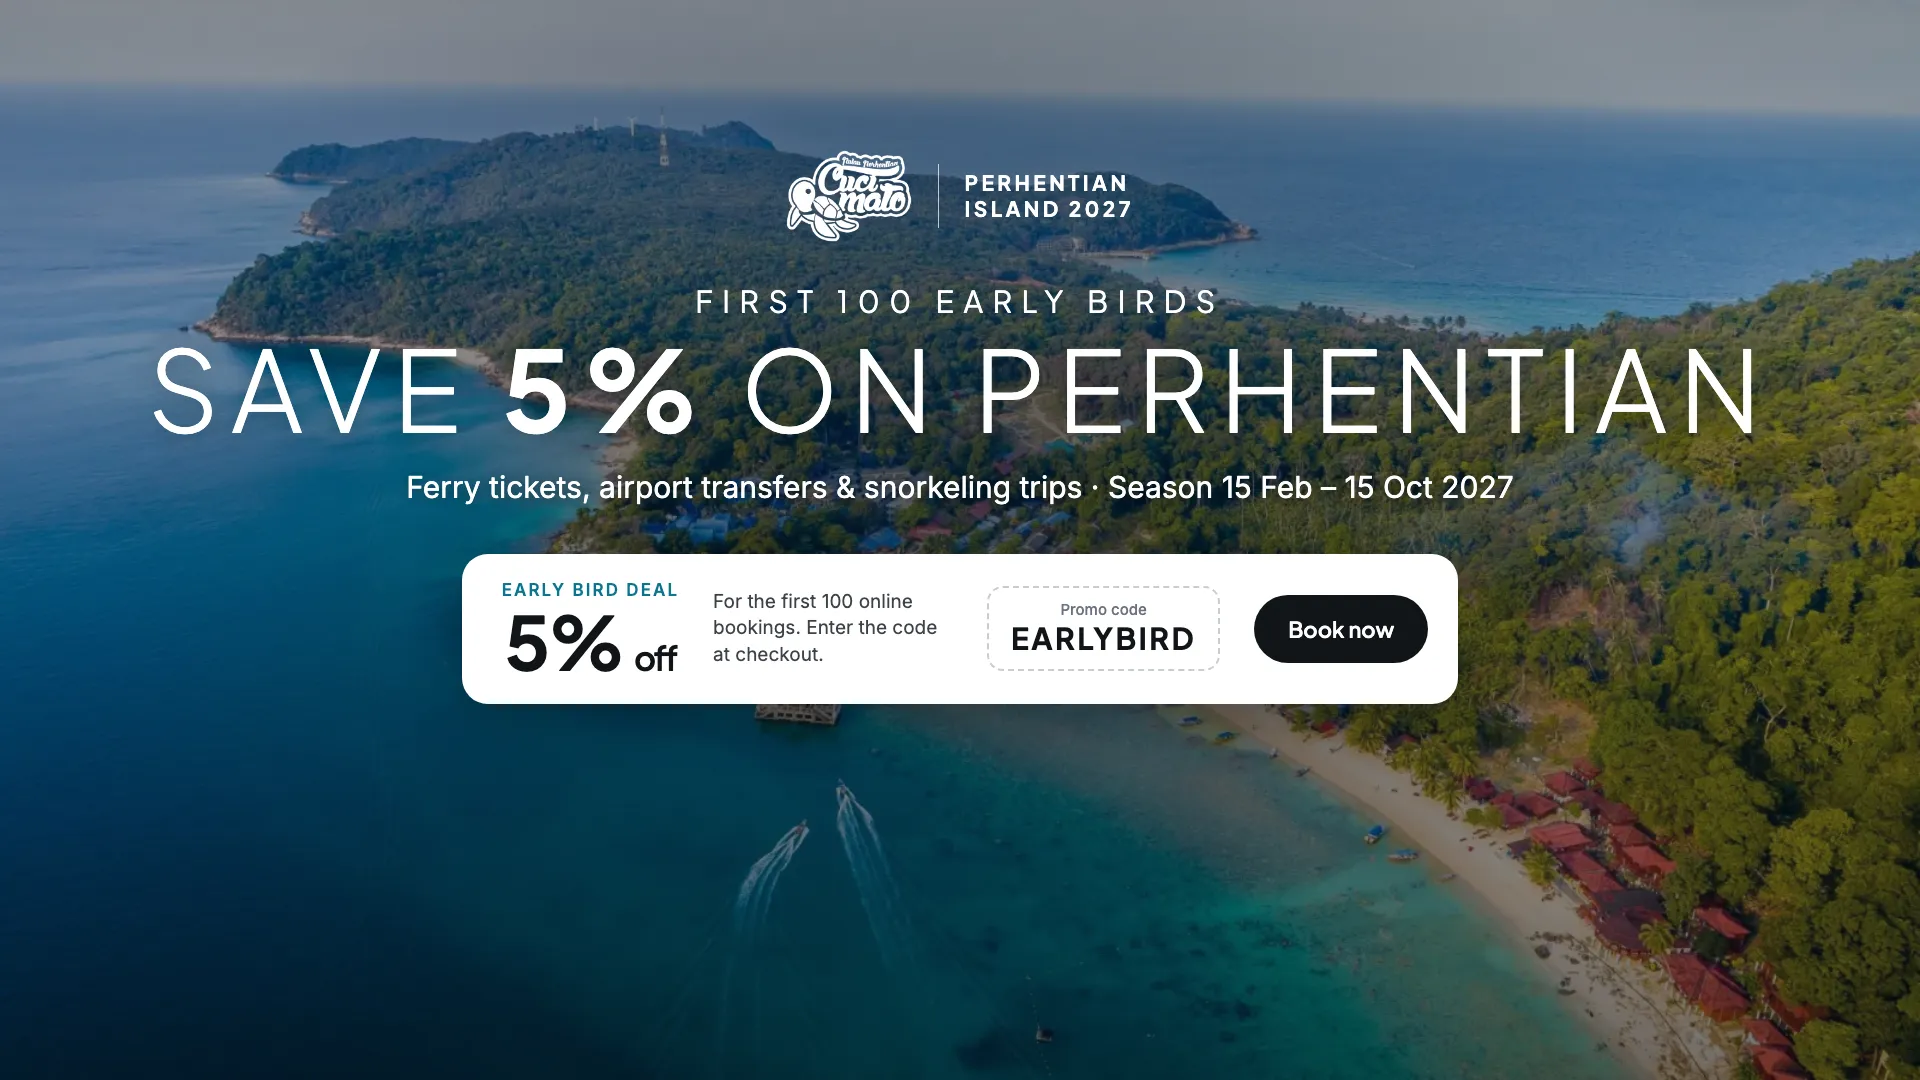 Cuci mato
PERHENTIAN
ISLAND 2027
FIRST 100 EARLY BIRDS
SAVE 5% ON PERHENTIAN
Ferry tickets, airport transfers & snorkeling trips · Season 15 Feb – 15 Oct 2027
EARLY BIRD DEAL
5% off
For the first 100 online
bookings. Enter the code
at checkout.
Promo code
EARLYBIRD
Book now